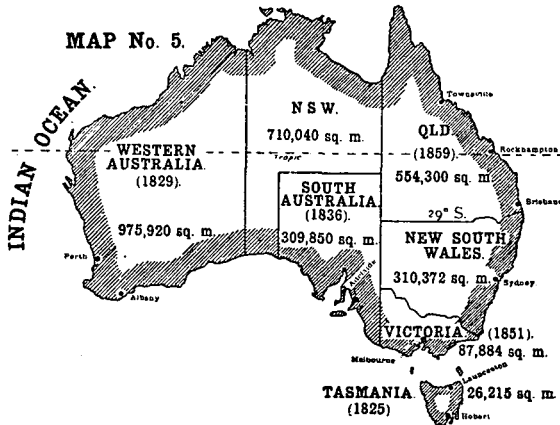 MAP No. 5.
INDIAN OCEAN.
Townsville
N S W.
710,040 sq. m.
QLD.
(1859)
554,300 sq. m
Tropic
Rockhampton
WESTERN
AUSTRALIA.
(1829).
975,920 sq. m.
SOUTH
AUSTRALIA.
(1836).
309,850 sq. m.
Brisbane
29° S.
NEW SOUTH
WALES.
310,372 sq. m.
Sydney
Perth
Albany
Adelaide
VICTORIA.
(1851).
87,884 sq. m.
Melbourne
Launceston
TASMANIA.
(1825)
26,215 sq. m.
Hobart